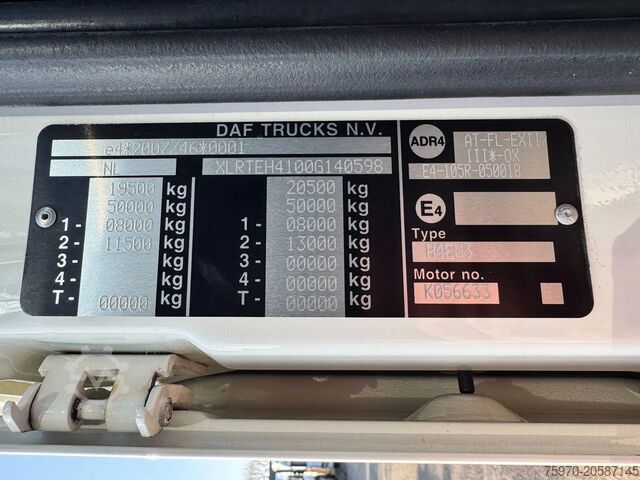 DAF TRUCKS N.V.
e4*2007/46*0001
NL XLRTEH4100G140598
19500 kg 20500 kg
50000 kg 50000 kg
1- 08000 kg 1- 08000 kg
2- 11500 kg 2- 13000 kg
3- kg 3- 00000 kg
4- kg 4- 00000 kg
T- 00000 kg T- 00000 kg
ADR4 AT-FL-EXII/
III*-OX
E4-105R-050018
E4
Type
H4EN3
Motor no.
K056633
75970-20587145